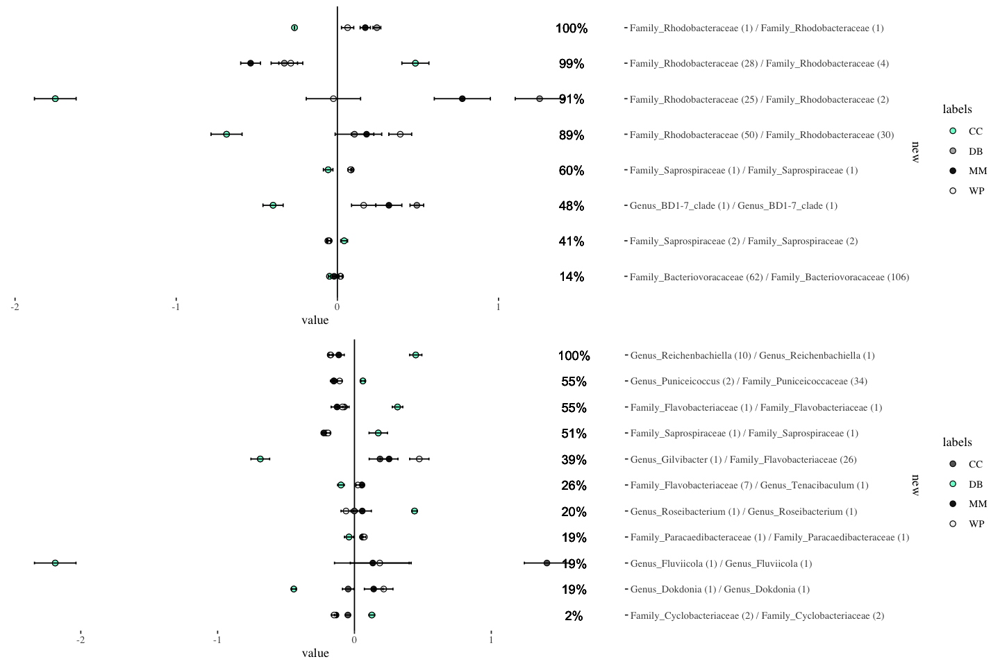 100% Family_Rhodobacteraceae (1) / Family_Rhodobacteraceae (1)
99% Family_Rhodobacteraceae (28) / Family_Rhodobacteraceae (4)
91% Family_Rhodobacteraceae (25) / Family_Rhodobacteraceae (2)
89% Family_Rhodobacteraceae (50) / Family_Rhodobacteraceae (30)
60% Family_Saprospiraceae (1) / Family_Saprospiraceae (1)
48% Genus_BD1-7_clade (1) / Genus_BD1-7_clade (1)
41% Family_Saprospiraceae (2) / Family_Saprospiraceae (2)
14% Family_Bacteriovoracaceae (62) / Family_Bacteriovoracaceae (106)
-2 -1 0 1
value
new
labels
CC
DB
MM
WP
100% Genus_Reichenbachiella (10) / Genus_Reichenbachiella (1)
55% Genus_Puniceicoccus (2) / Family_Puniceicoccaceae (34)
55% Family_Flavobacteriaceae (1) / Family_Flavobacteriaceae (1)
51% Family_Saprospiraceae (1) / Family_Saprospiraceae (1)
39% Genus_Gilvibacter (1) / Family_Flavobacteriaceae (26)
26% Family_Flavobacteriaceae (7) / Genus_Tenacibaculum (1)
20% Genus_Roseibacterium (1) / Genus_Roseibacterium (1)
19% Family_Paracaedibacteraceae (1) / Family_Paracaedibacteraceae (1)
19% Genus_Fluviicola (1) / Genus_Fluviicola (1)
19% Genus_Dokdonia (1) / Genus_Dokdonia (1)
2% Family_Cyclobacteriaceae (2) / Family_Cyclobacteriaceae (2)
-2 -1 0 1
value
new
labels
CC
DB
MM
WP